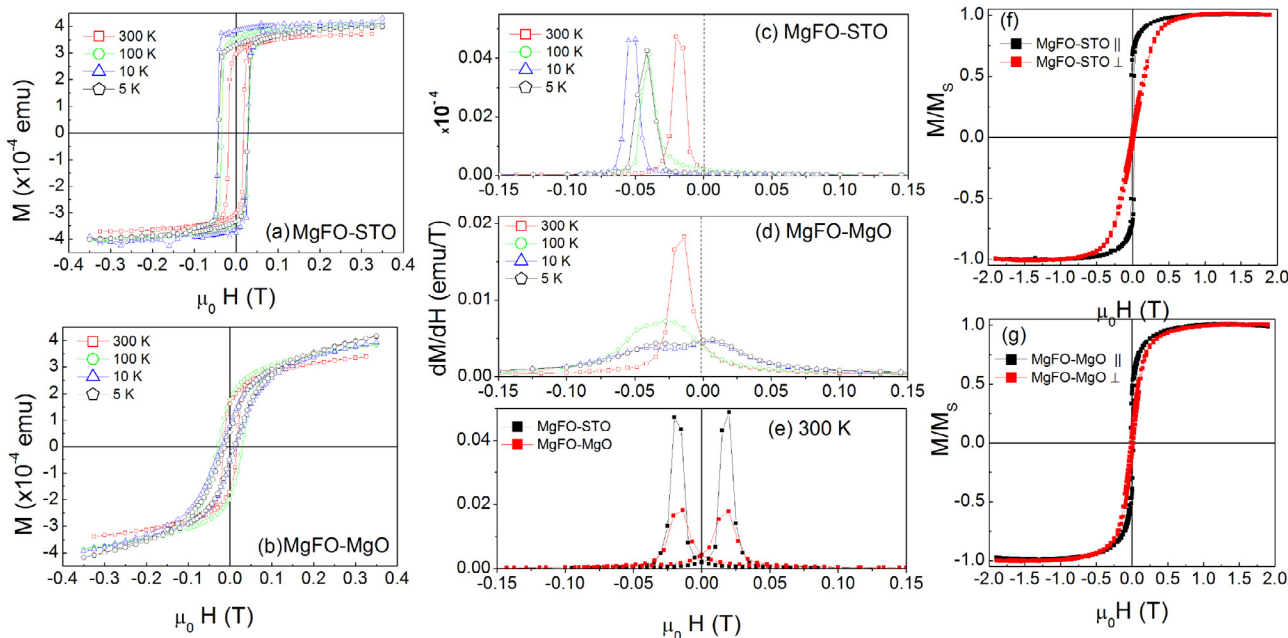 4
3
2
1
0
-1
-2
-3
-4
M (x10⁻⁴ emu)
300 K
100 K
10 K
5 K
(a) MgFO-STO
-0.4 -0.3 -0.2 -0.1 0.0 0.1 0.2 0.3 0.4
μ₀ H (T)
4
3
2
1
0
-1
-2
-3
-4
M (x10⁻⁴ emu)
300 K
100 K
10 K
5 K
(b) MgFO-MgO
-0.4 -0.3 -0.2 -0.1 0.0 0.1 0.2 0.3 0.4
μ₀ H (T)
0.04
0.02
0.00
x10⁻⁴
300 K
100 K
10 K
5 K
(c) MgFO-STO
-0.15 -0.10 -0.05 0.00 0.05 0.10 0.15
0.02
0.01
0.00
dM/dH (emu/T)
300 K
100 K
10 K
5 K
(d) MgFO-MgO
-0.15 -0.10 -0.05 0.00 0.05 0.10 0.15
0.04
0.02
0.00
MgFO-STO
MgFO-MgO
(e) 300 K
-0.15 -0.10 -0.05 0.00 0.05 0.10 0.15
μ₀ H (T)
(f)
1.0
0.5
0.0
-0.5
-1.0
M/M_S
MgFO-STO ||
MgFO-STO ⊥
-2.0 -1.5 -1.0 -0.5 0.0 0.5 1.0 1.5 2.0
μ₀H (T)
(g)
1.0
0.5
0.0
-0.5
-1.0
M/M_S
MgFO-MgO ||
MgFO-MgO ⊥
-2.0 -1.5 -1.0 -0.5 0.0 0.5 1.0 1.5 2.0
μ₀H (T)